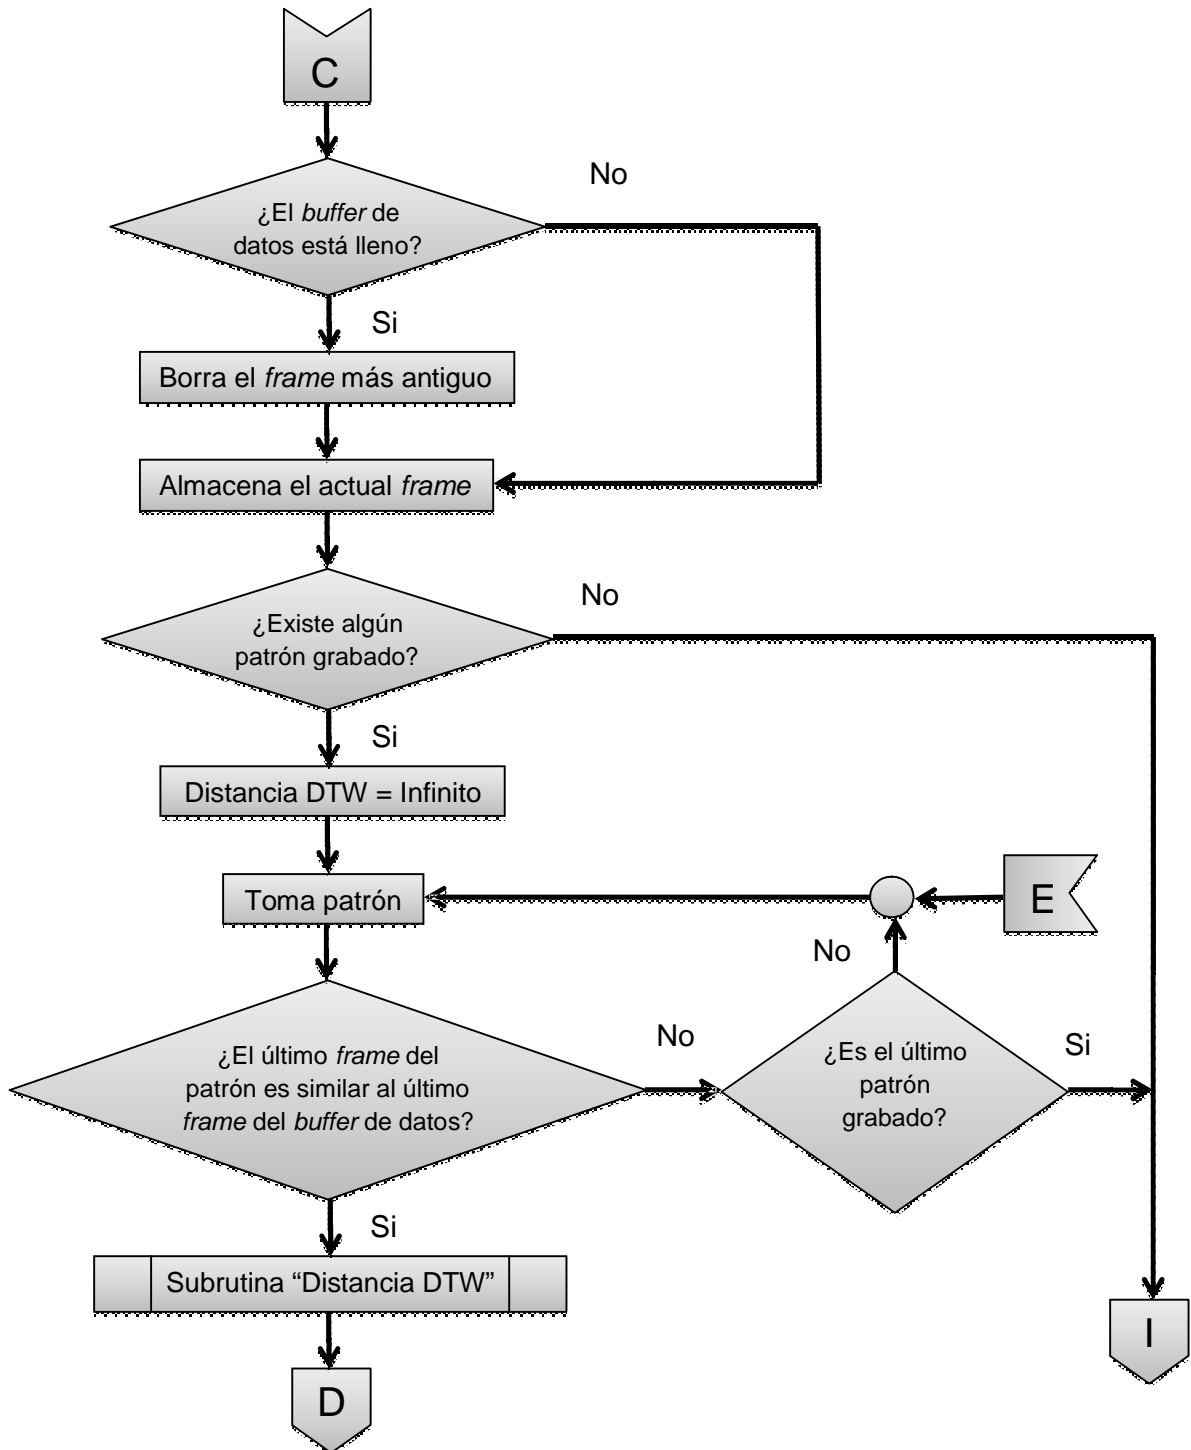 C
No
¿El buffer de
datos está lleno?
Si
Borra el frame más antiguo
Almacena el actual frame
No
¿Existe algún
patrón grabado?
Si
Distancia DTW = Infinito
Toma patrón
E
No
¿El último frame del
patrón es similar al último
frame del buffer de datos?
No
¿Es el último
patrón
grabado?
Si
Si
Subrutina “Distancia DTW”
I
D